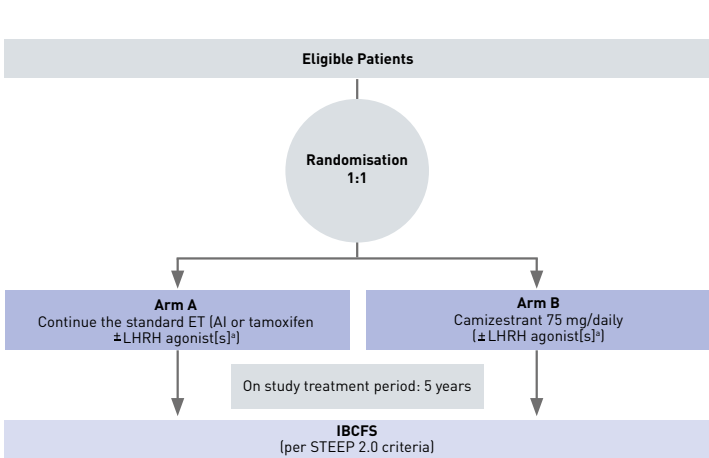 Eligible Patients
Randomisation
1:1
Arm A
Continue the standard ET (AI or tamoxifen
±LHRH agonist[s]ᵃ)
Arm B
Camizestrant 75 mg/daily
(±LHRH agonist[s]ᵃ)
On study treatment period: 5 years
IBCFS
(per STEEP 2.0 criteria)